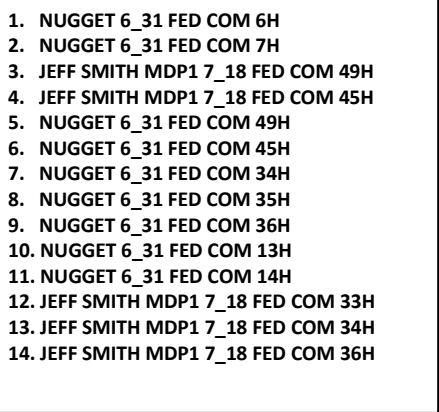 1. NUGGET 6_31 FED COM 6H
2. NUGGET 6_31 FED COM 7H
3. JEFF SMITH MDP1 7_18 FED COM 49H
4. JEFF SMITH MDP1 7_18 FED COM 45H
5. NUGGET 6_31 FED COM 49H
6. NUGGET 6_31 FED COM 45H
7. NUGGET 6_31 FED COM 34H
8. NUGGET 6_31 FED COM 35H
9. NUGGET 6_31 FED COM 36H
10. NUGGET 6_31 FED COM 13H
11. NUGGET 6_31 FED COM 14H
12. JEFF SMITH MDP1 7_18 FED COM 33H
13. JEFF SMITH MDP1 7_18 FED COM 34H
14. JEFF SMITH MDP1 7_18 FED COM 36H